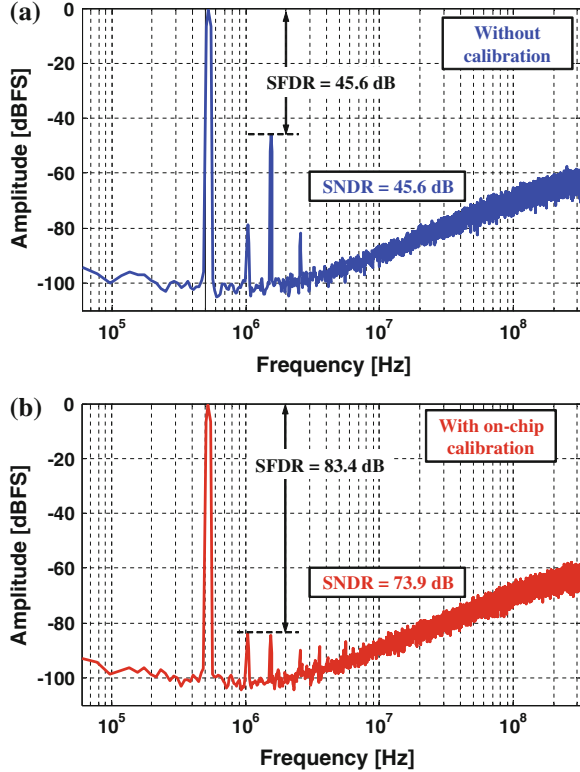 (a)
0
-20
-40
-60
-80
-100
Amplitude [dBFS]
Without
calibration
SFDR = 45.6 dB
SNDR = 45.6 dB
10^5
10^6
10^7
10^8
Frequency [Hz]
(b)
0
-20
-40
-60
-80
-100
Amplitude [dBFS]
With on-chip
calibration
SFDR = 83.4 dB
SNDR = 73.9 dB
10^5
10^6
10^7
10^8
Frequency [Hz]